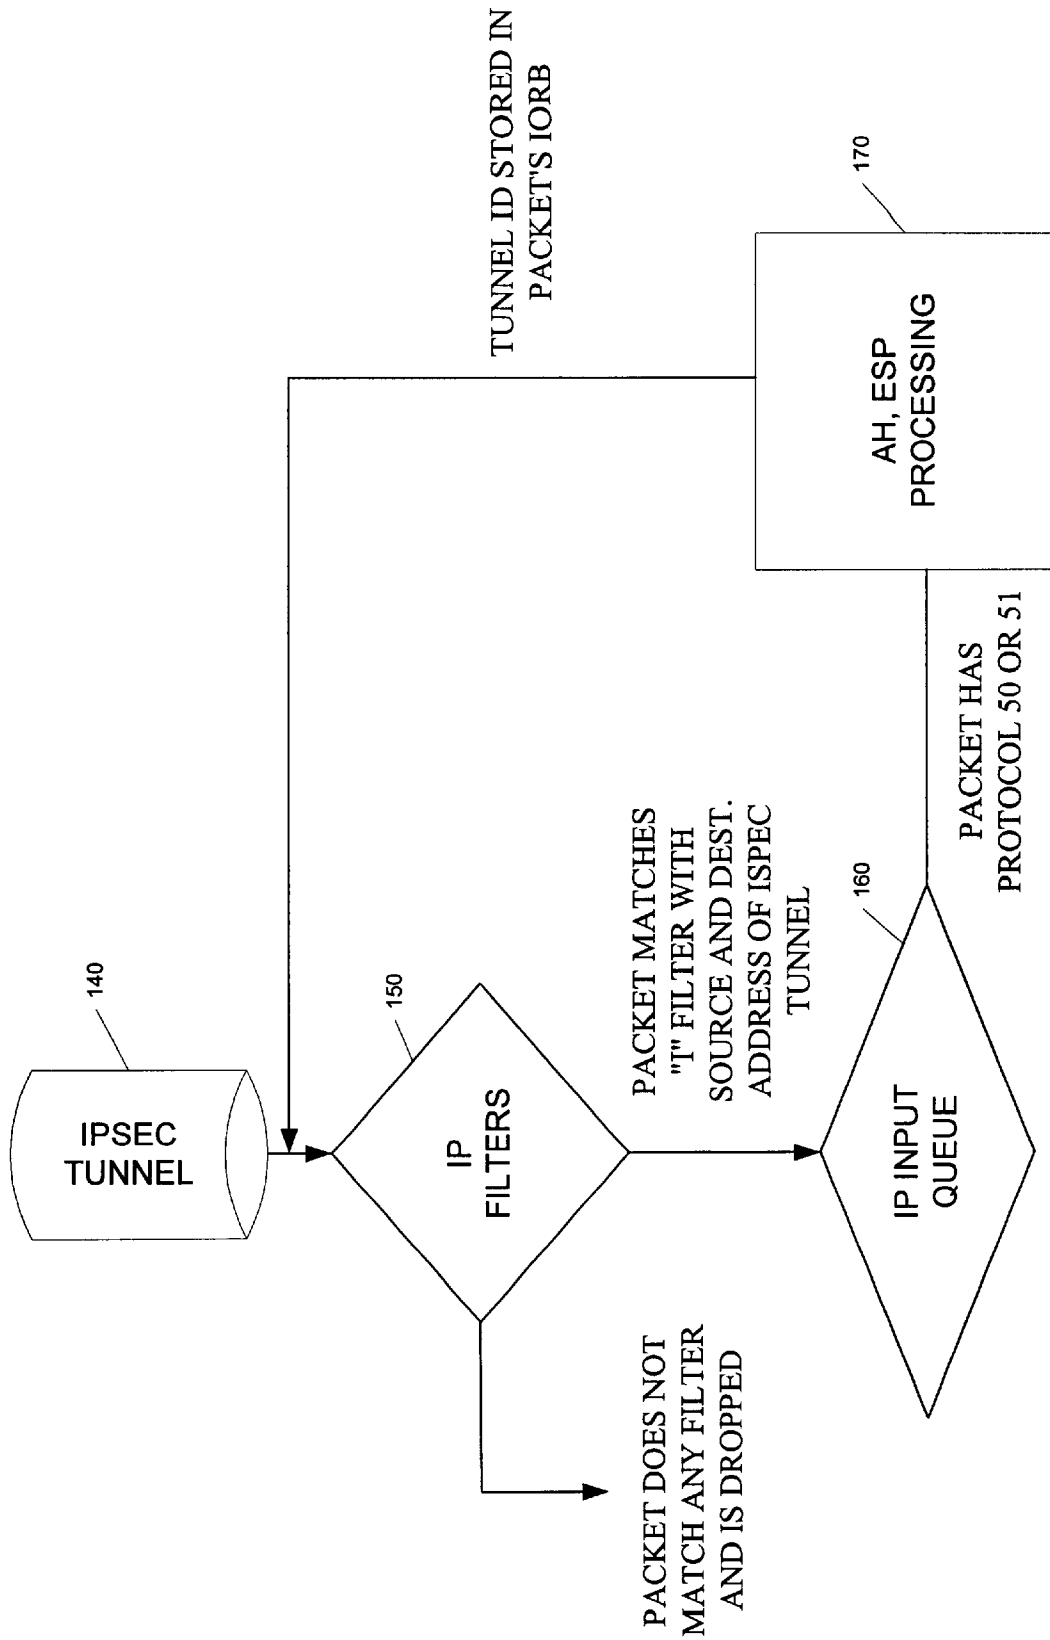 140
IPSEC
TUNNEL
TUNNEL ID STORED IN
PACKET'S IORB
150
IP
FILTERS
PACKET DOES NOT
MATCH ANY FILTER
AND IS DROPPED
PACKET MATCHES
"T" FILTER WITH
SOURCE AND DEST.
ADDRESS OF ISPEC
TUNNEL
160
IP INPUT
QUEUE
PACKET HAS
PROTOCOL 50 OR 51
170
AH, ESP
PROCESSING